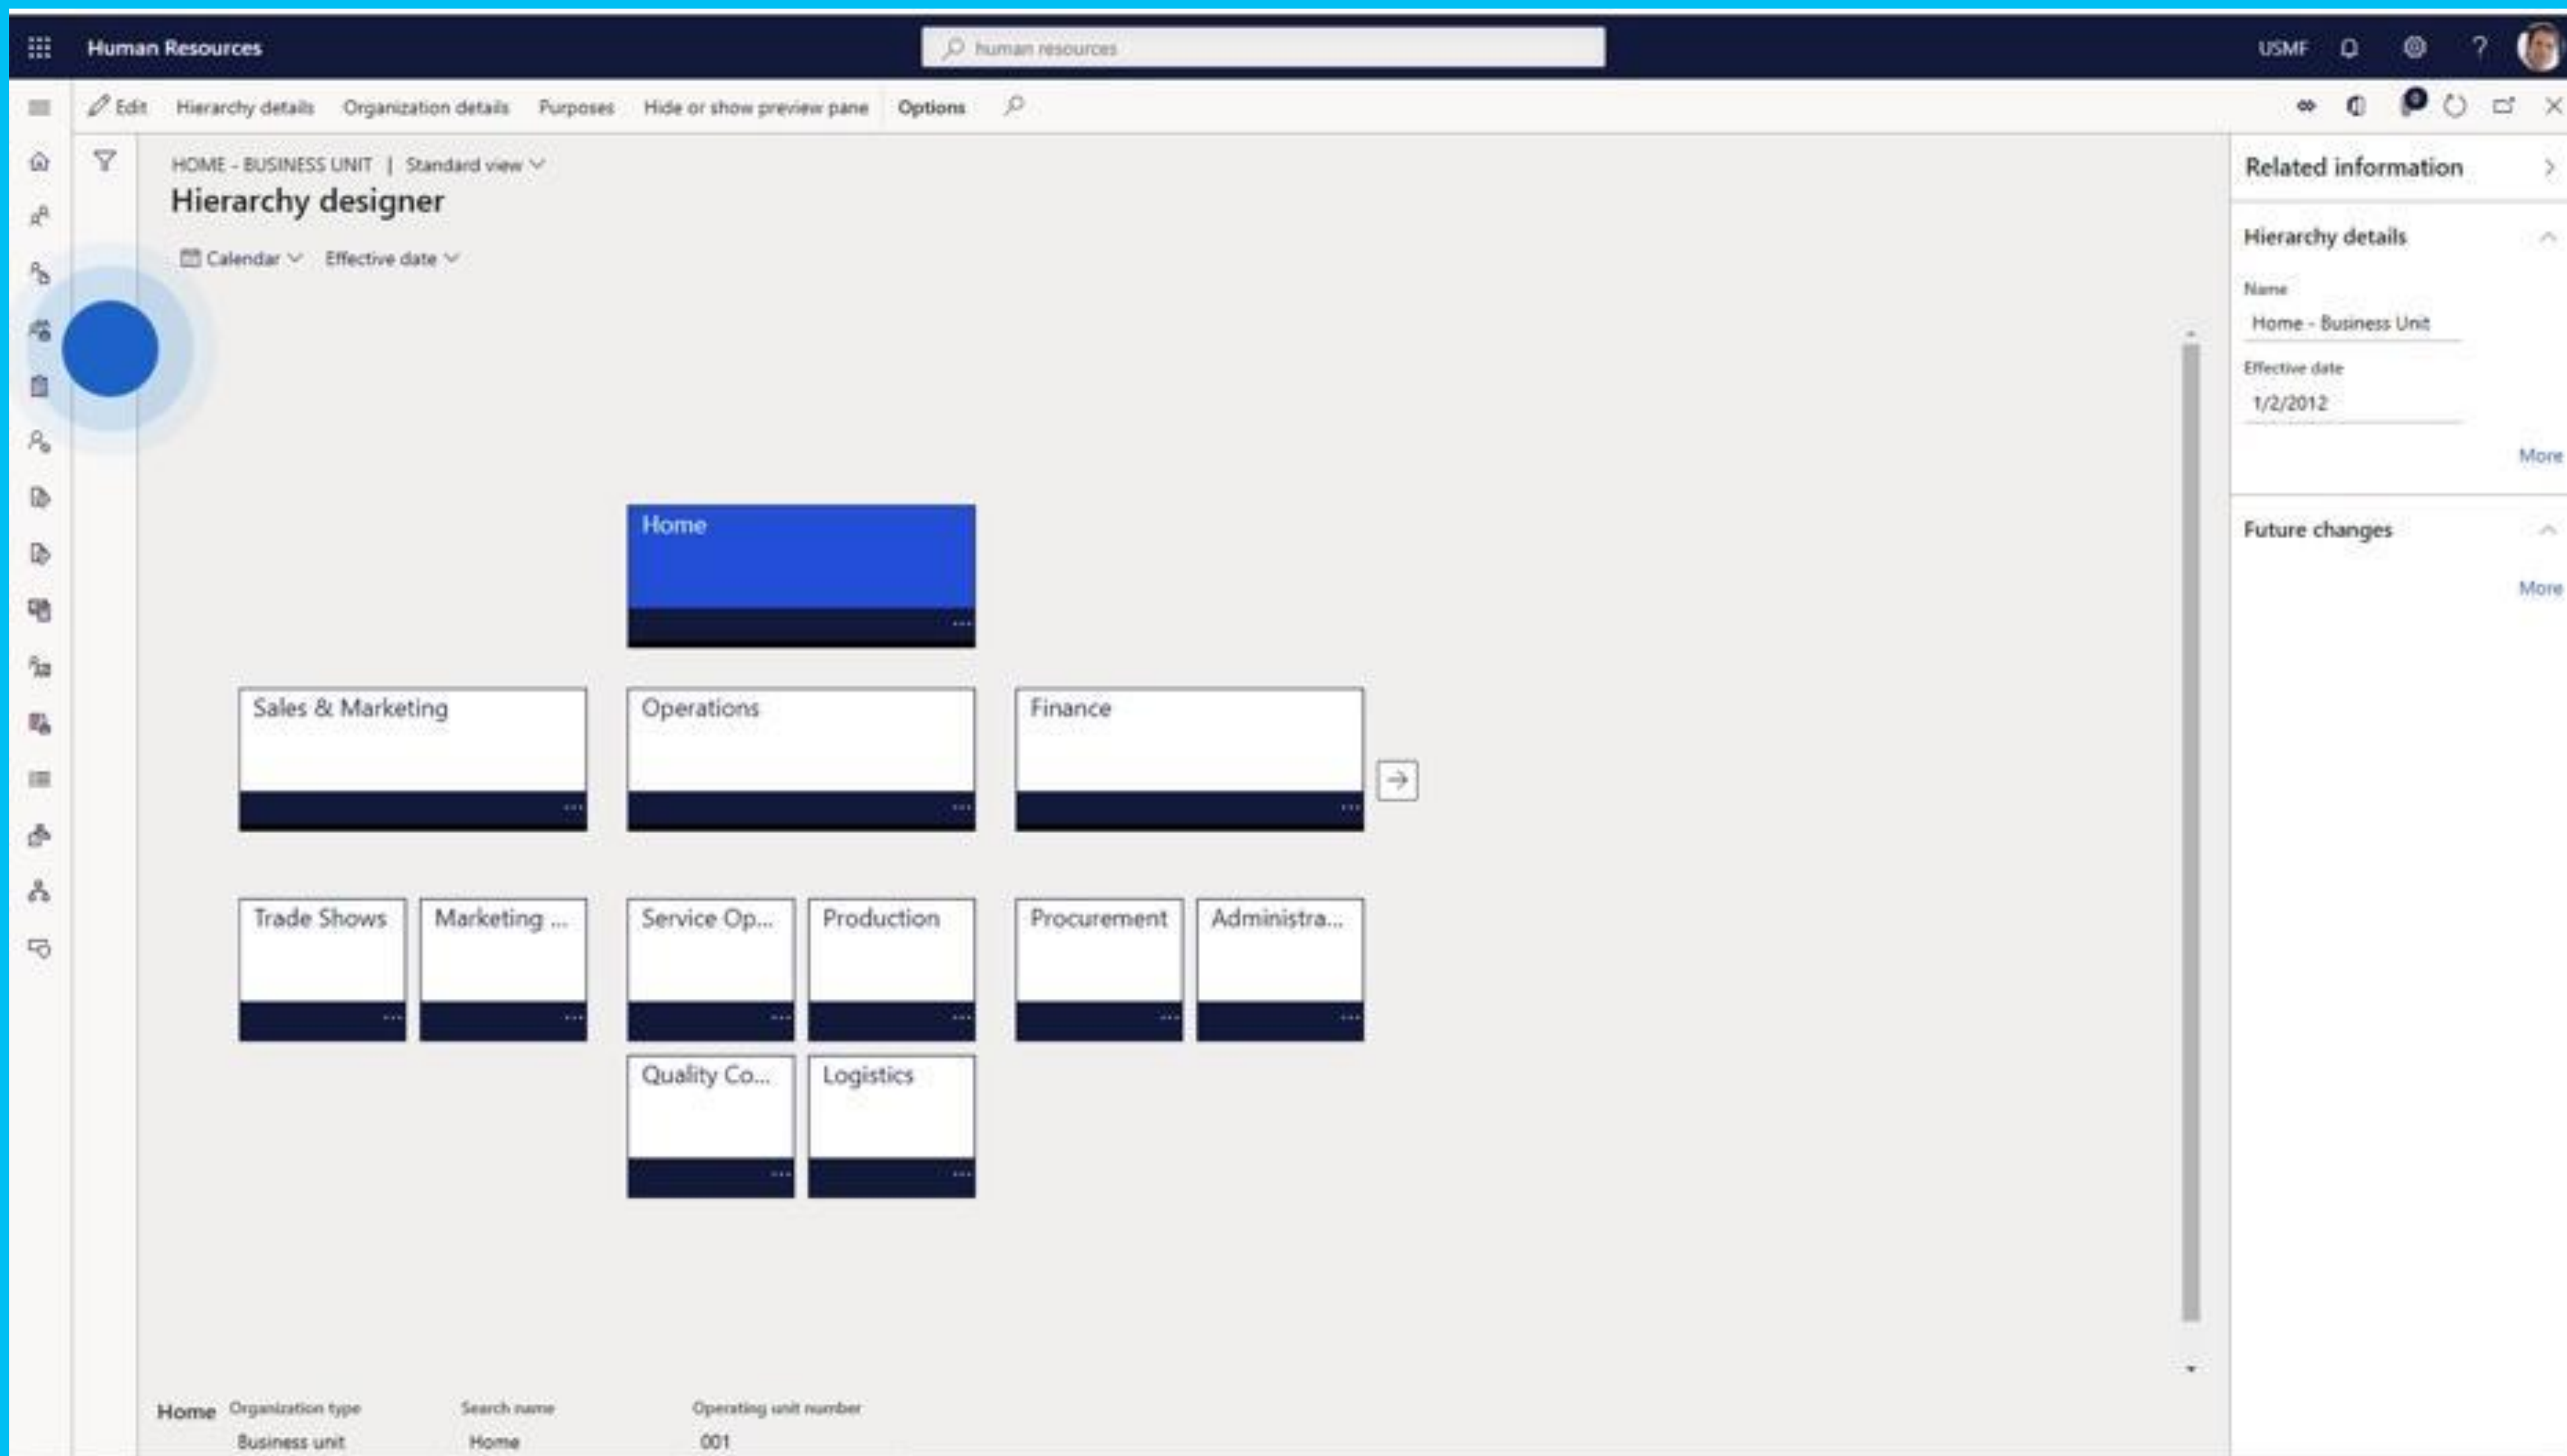 Human Resources
human resources
USMF
Edit Hierarchy details Organization details Purposes Hide or show preview pane Options
HOME - BUSINESS UNIT | Standard view
Hierarchy designer
Calendar Effective date
Home
Sales & Marketing
Operations
Finance
Trade Shows
Marketing ...
Service Op...
Production
Procurement
Administra...
Quality Co...
Logistics
Home
Organization type
Business unit
Search name
Home
Operating unit number
001
Related information
Hierarchy details
Name
Home - Business Unit
Effective date
1/2/2012
More
Future changes
More